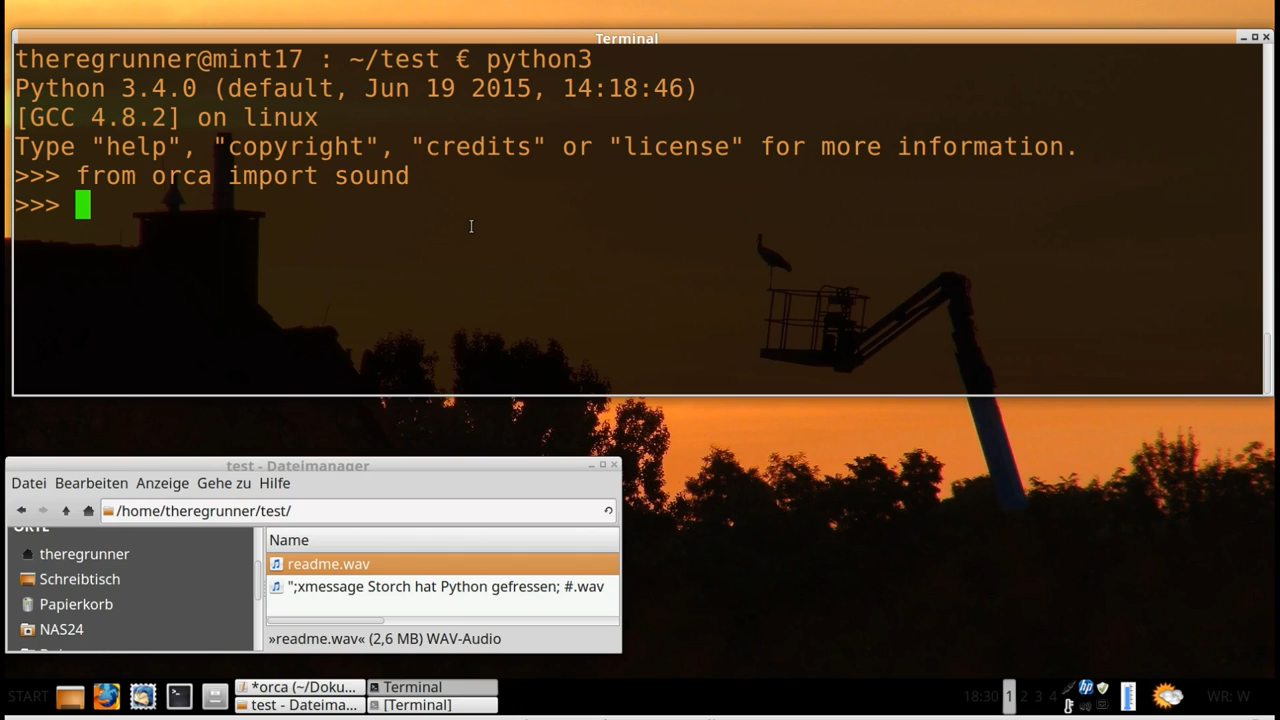 Terminal
theregrunner@mint17 : ~/test € python3
Python 3.4.0 (default, Jun 19 2015, 14:18:46)
[GCC 4.8.2] on linux
Type "help", "copyright", "credits" or "license" for more information.
>>> from orca import sound
>>>
test - Dateimanager
Datei Bearbeiten Anzeige Gehe zu Hilfe
/home/theregrunner/test/
ORTE
theregrunner
Schreibtisch
Papierkorb
NAS24
Name
readme.wav
";xmessage Storch hat Python gefressen; #.wav
»readme.wav« (2,6 MB) WAV-Audio
START
*orca (~/Doku...
Terminal
test - Dateima...
[Terminal]
18:30 1 2 3 4
WR: W